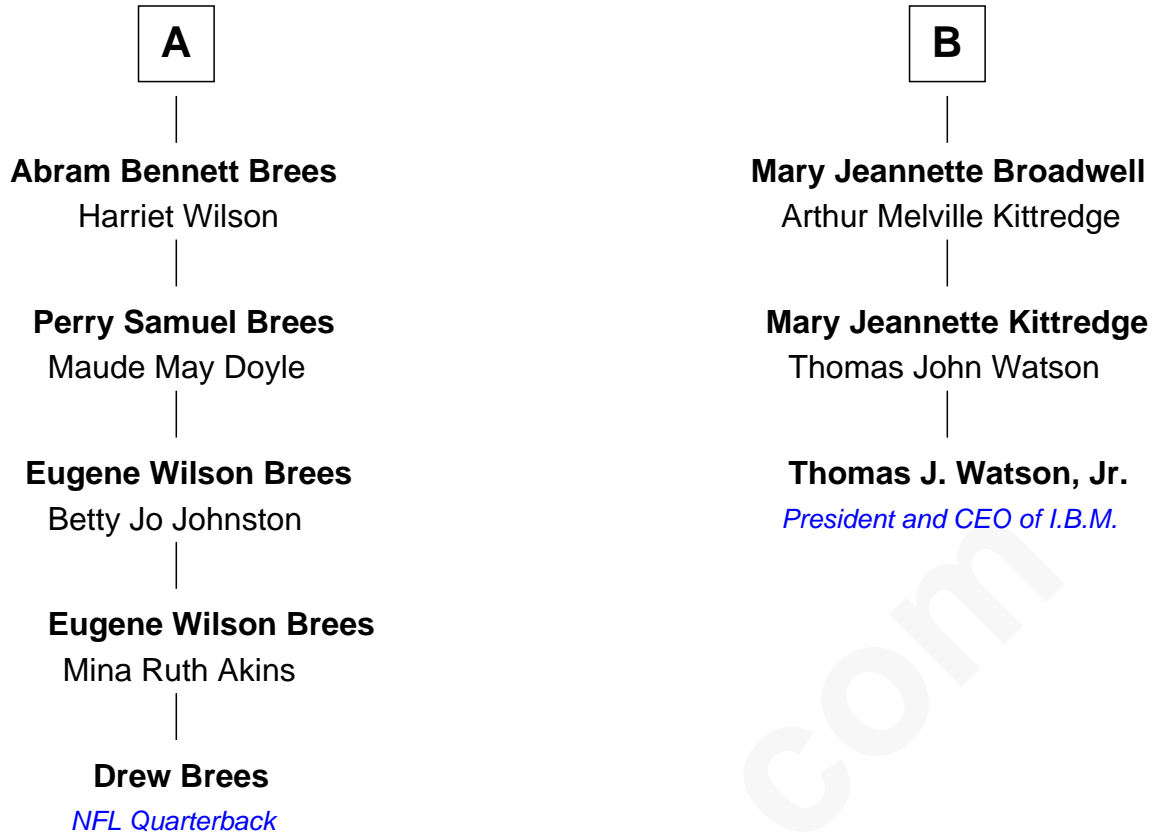 A
Abram Bennett Brees
Harriet Wilson
Perry Samuel Brees
Maude May Doyle
Eugene Wilson Brees
Betty Jo Johnston
Eugene Wilson Brees
Mina Ruth Akins
Drew Brees
NFL Quarterback
B
Mary Jeannette Broadwell
Arthur Melville Kittredge
Mary Jeannette Kittredge
Thomas John Watson
Thomas J. Watson, Jr.
President and CEO of I.B.M.
com